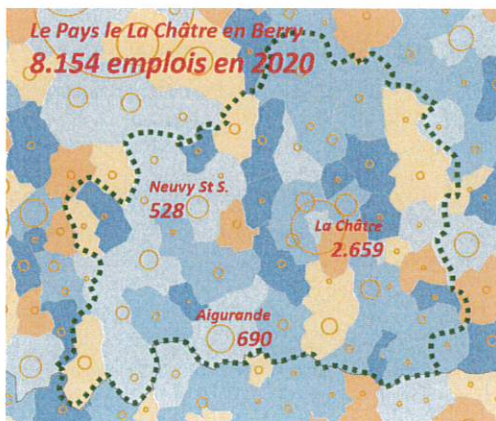 Le Pays le La Châtre en Berry
8.154 emplois en 2020
Neuvy St S.
528
La Châtre
2.659
Aigurande
690